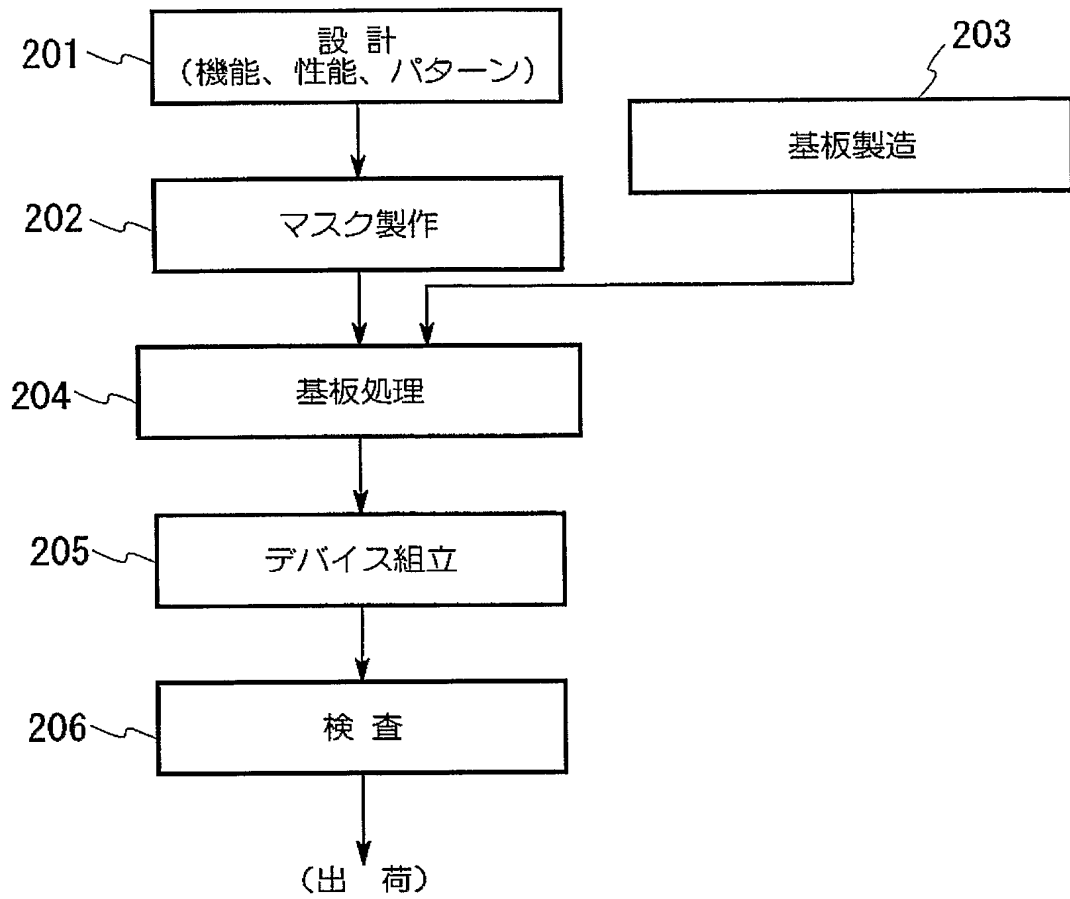 201
設 計
（機能、性能、パターン）
203
基板製造
202
マスク製作
204
基板処理
205
デバイス組立
206
検 査
（出 荷）